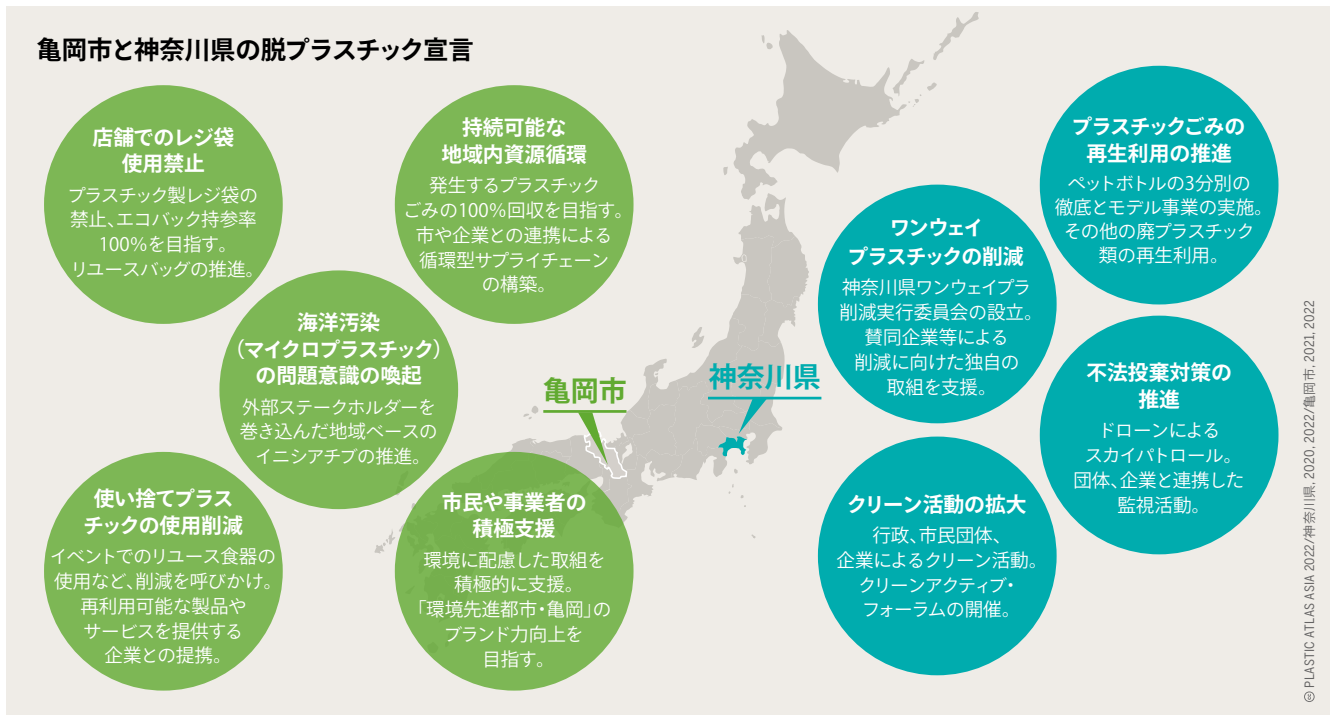 亀岡市と神奈川県の脱プラスチック宣言
店舗でのレジ袋
使用禁止
プラスチック製レジ袋の
禁止、エコバック持参率
100%を目指す。
リユースバッグの推進。
持続可能な
地域内資源循環
発生するプラスチック
ごみの100%回収を目指す。
市や企業との連携による
循環型サプライチェーン
の構築。
海洋汚染
（マイクロプラスチック）
の問題意識の喚起
外部ステークホルダーを
巻き込んだ地域ベースの
イニシアチブの推進。
使い捨てプラス
チックの使用削減
イベントでのリユース食器の
使用など、削減を呼びかけ。
再利用可能な製品や
サービスを提供する
企業との提携。
市民や事業者の
積極支援
環境に配慮した取組を
積極的に支援。
「環境先進都市・亀岡」の
ブランド力向上を
目指す。
亀岡市
神奈川県
ワンウェイ
プラスチックの削減
神奈川県ワンウェイプラ
削減実行委員会の設立。
賛同企業等による
削減に向けた独自の
取組を支援。
プラスチックごみの
再生利用の推進
ペットボトルの3分別の
徹底とモデル事業の実施。
その他の廃プラスチック
類の再生利用。
不法投棄対策の
推進
ドローンによる
スカイパトロール。
団体、企業と連携した
監視活動。
クリーン活動の拡大
行政、市民団体、
企業によるクリーン活動。
クリーンアクティブ・
フォーラムの開催。
🅭 PLASTIC ATLAS ASIA 2022/神奈川県, 2020, 2022/亀岡市, 2021, 2022